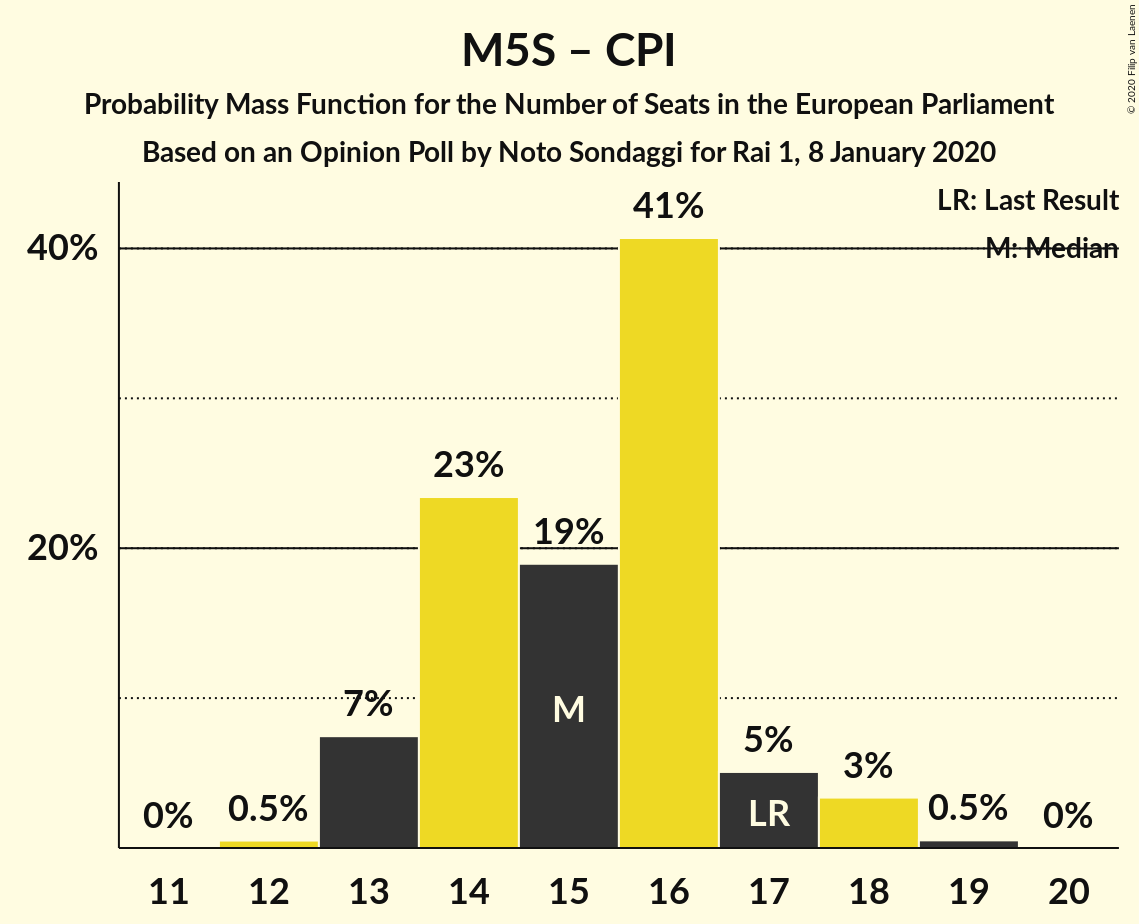 M5S – CPI
Probability Mass Function for the Number of Seats in the European Parliament
Based on an Opinion Poll by Noto Sondaggi for Rai 1, 8 January 2020
© 2020 Filip van Laenen
LR: Last Result
M: Median
40%
20%
0%
0.5%
7%
23%
19%
41%
5%
3%
0.5%
0%
M
LR
11 12 13 14 15 16 17 18 19 20